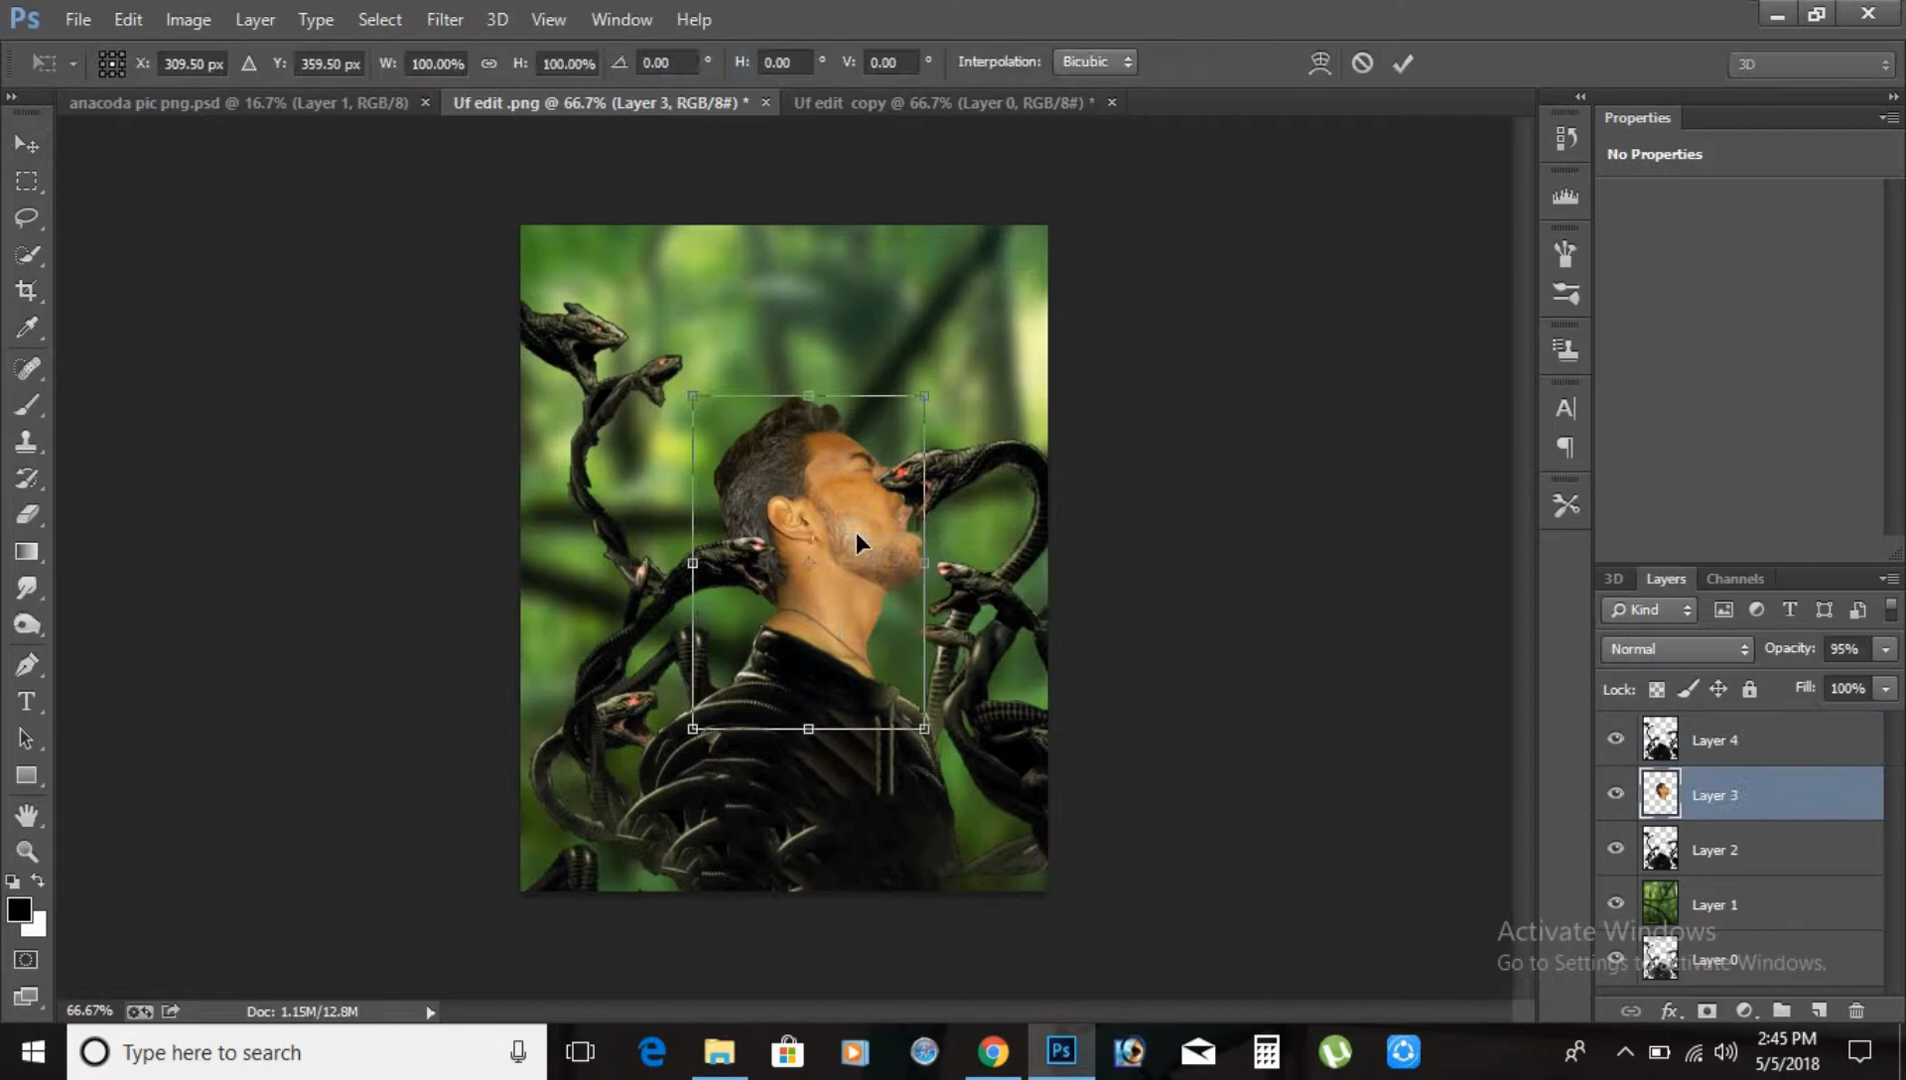 Ps File Edit Image Layer Type Select Filter 3D View Window Help
X: 309.50 px Y: 359.50 px W: 100.00% H: 100.00% 0.00 ° H: 0.00 ° V: 0.00 ° Interpolation: Bicubic 3D
anacoda pic png.psd @ 16.7% (Layer 1, RGB/8) × Uf edit .png @ 66.7% (Layer 3, RGB/8#) * × Uf edit copy @ 66.7% (Layer 0, RGB/8#) * ×
Properties
No Properties
3D Layers Channels
Kind
Normal Opacity: 95%
Lock: Fill: 100%
Layer 4
Layer 3
Layer 2
Layer 1
Layer 0
Activate Windows
Go to Settings to activate Windows.
66.67% Doc: 1.15M/12.8M
Type here to search
Ps
2:45 PM
5/5/2018